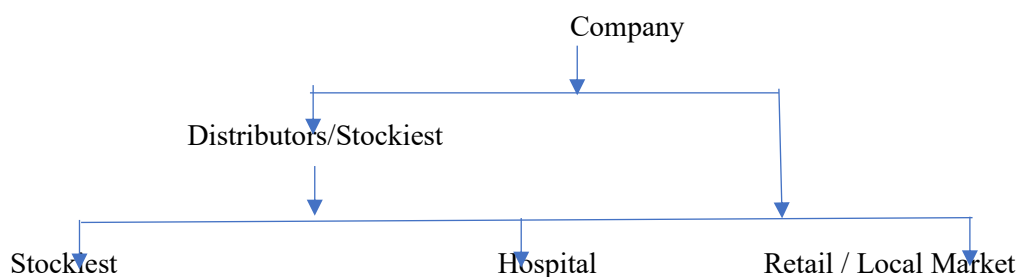 Company
Distributors/Stockiest
Stockiest Hospital Retail / Local Market